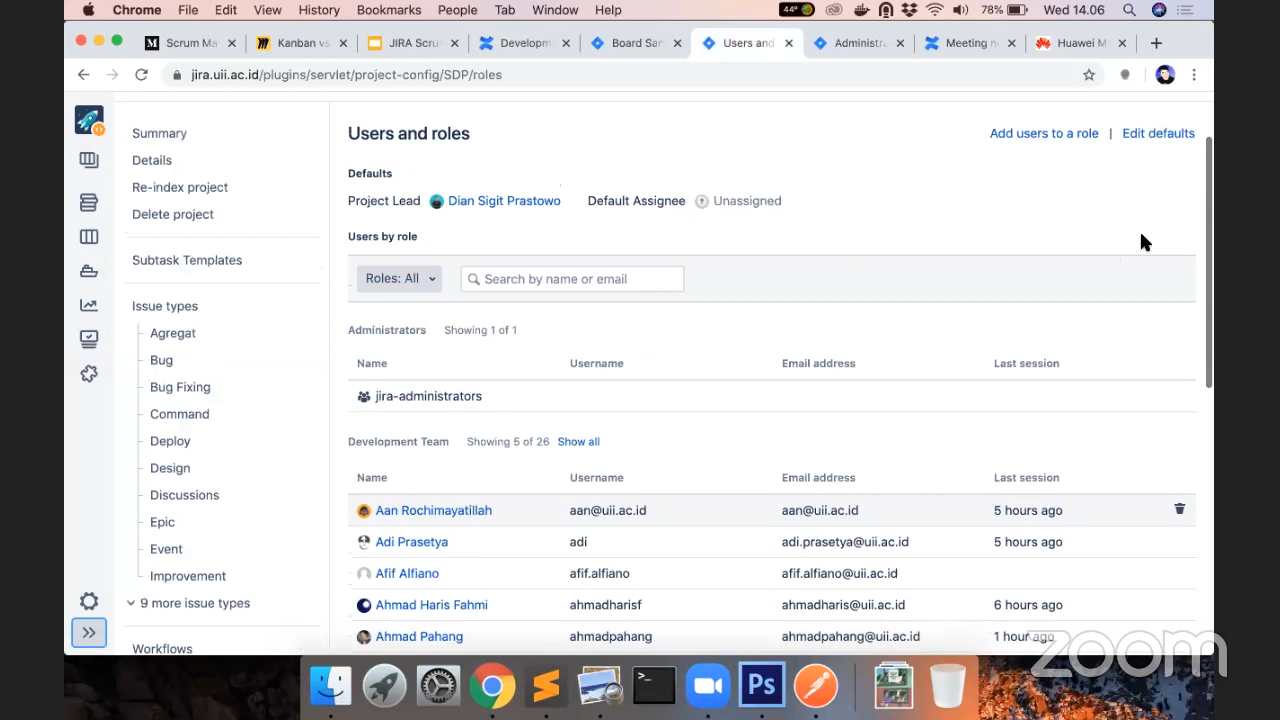 Chrome File Edit View History Bookmarks People Tab Window Help 44° 78% Wed 14.06
Scrum Ma Kanban vs JIRA Scru Developm Board Sar Users and Administra Meeting n Huawei M
jira.uii.ac.id/plugins/servlet/project-config/SDP/roles
Summary
Details
Re-index project
Delete project
Subtask Templates
Issue types
Agregat
Bug
Bug Fixing
Command
Deploy
Design
Discussions
Epic
Event
Improvement
9 more issue types
Workflows
Users and roles
Add users to a role | Edit defaults
Defaults
Project Lead Dian Sigit Prastowo Default Assignee Unassigned
Users by role
Roles: All Search by name or email
Administrators Showing 1 of 1
Name Username Email address Last session
jira-administrators
Development Team Showing 5 of 26 Show all
Name Username Email address Last session
Aan Rochimayatillah aan@uii.ac.id aan@uii.ac.id 5 hours ago
Adi Prasetya adi adi.prasetya@uii.ac.id 5 hours ago
Afif Alfiano afif.alfiano afif.alfiano@uii.ac.id
Ahmad Haris Fahmi ahmadharisf ahmadharis@uii.ac.id 6 hours ago
Ahmad Pahang ahmadpahang ahmadpahang@uii.ac.id 1 hour ago
zoom
Ps